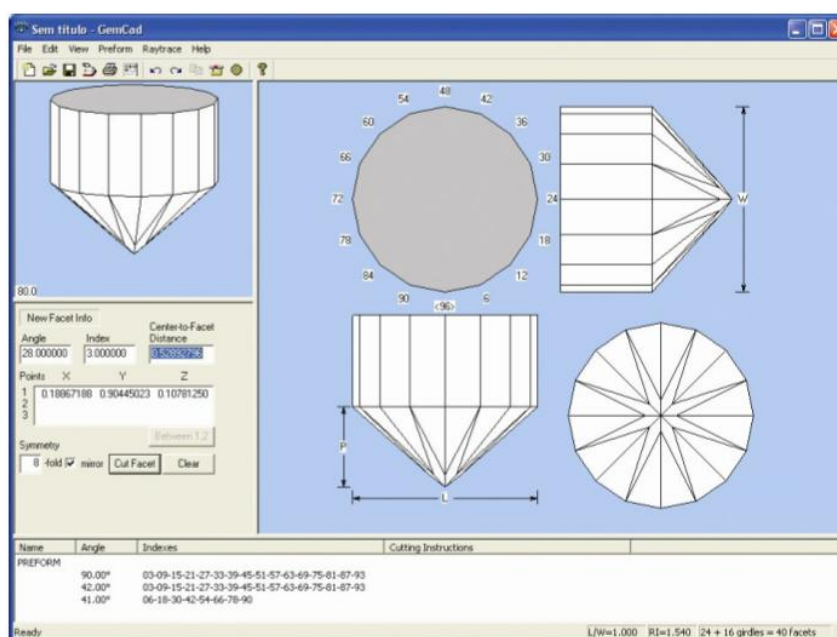 Sem título - GemCad
File Edit View Preform Raytrace Help
80.0
48
54 42
60 36
66 30
72 24
78 18
84 12
90 6
<96>
W
P
L
New Facet Info
Angle Index Center-to-Facet Distance
28.000000 3.000000 0.52892796
Points X Y Z
1 0.18867188 0.90445023 0.10781250
2
3
Between 1,2
Symmetry
8 -fold mirror Cut Facet Clear
Name Angle Indexes Cutting Instructions
PREFORM
90.00° 03-09-15-21-27-33-39-45-51-57-63-69-75-81-87-93
42.00° 03-09-15-21-27-33-39-45-51-57-63-69-75-81-87-93
41.00° 06-18-30-42-54-66-78-90
Ready L/W=1.000 RI=1.540 24 + 16 girdles = 40 facets